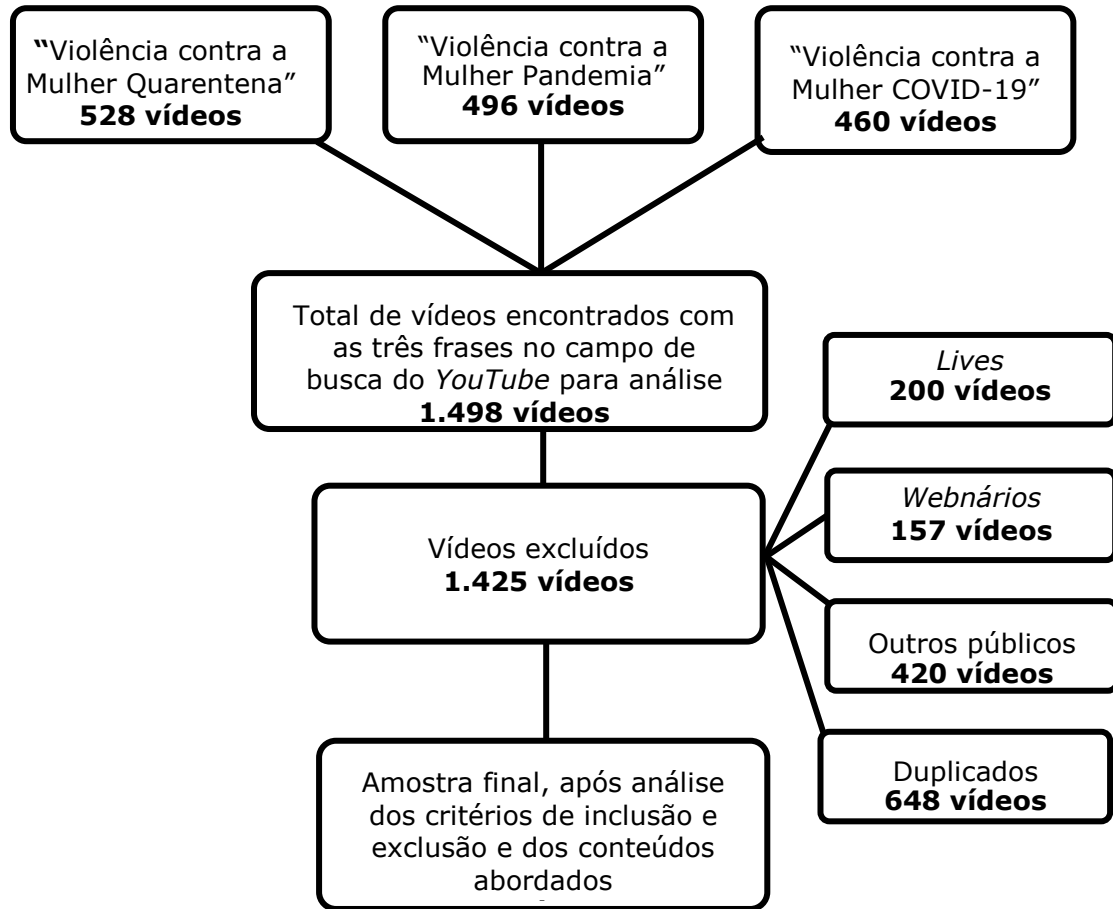 “Violência contra a
Mulher Quarentena”
528 vídeos
“Violência contra a
Mulher Pandemia”
496 vídeos
“Violência contra a
Mulher COVID-19”
460 vídeos
Total de vídeos encontrados com
as três frases no campo de
busca do YouTube para análise
1.498 vídeos
Lives
200 vídeos
Webnários
157 vídeos
Vídeos excluídos
1.425 vídeos
Outros públicos
420 vídeos
Duplicados
648 vídeos
Amostra final, após análise
dos critérios de inclusão e
exclusão e dos conteúdos
abordados